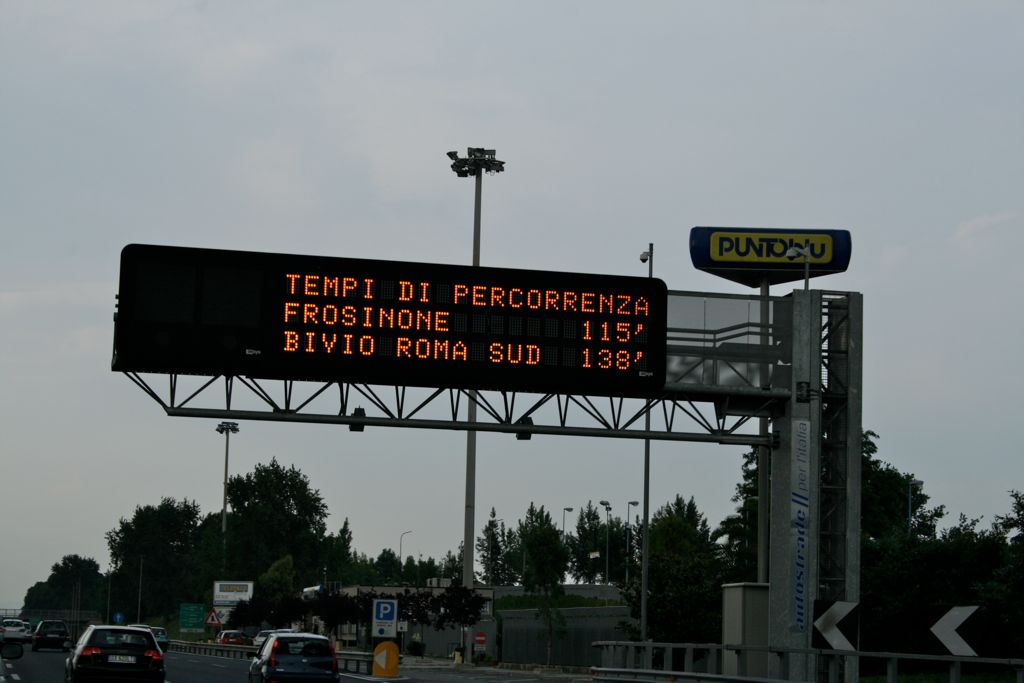 TEMPI DI PERCORRENZA
FROSINONE 115'
BIVIO ROMA SUD 138'
PUNTOBLU
autostrade//per l'italia
P